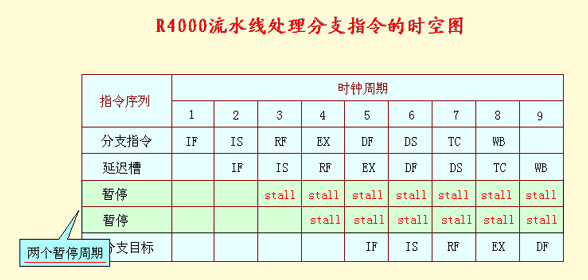 R4000流水线处理分支指令的时空图
指令序列 时钟周期
1 2 3 4 5 6 7 8 9
分支指令 IF IS RF EX DF DS TC WB
延迟槽 IF IS RF EX DF DS TC WB
暂停 stall stall stall stall stall stall stall
暂停 stall stall stall stall stall stall
分支目标 IF IS RF EX DF
两个暂停周期